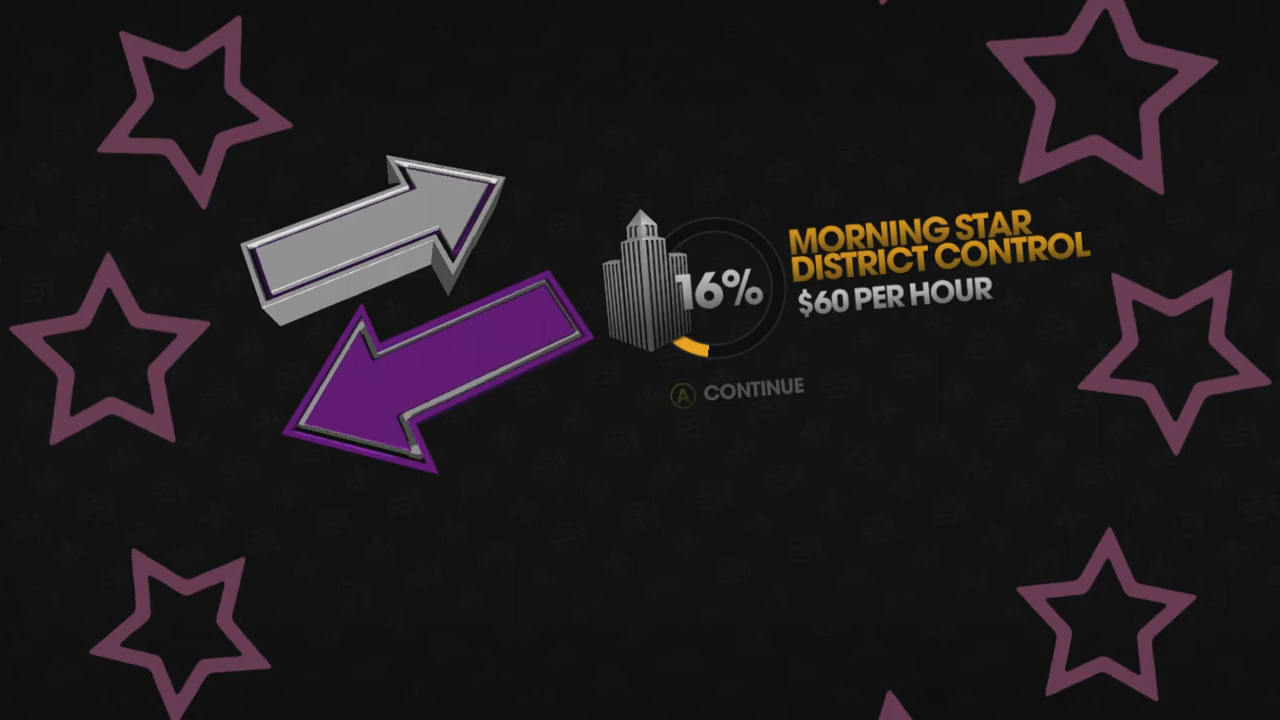 16%
MORNING STAR
DISTRICT CONTROL
$60 PER HOUR
A CONTINUE